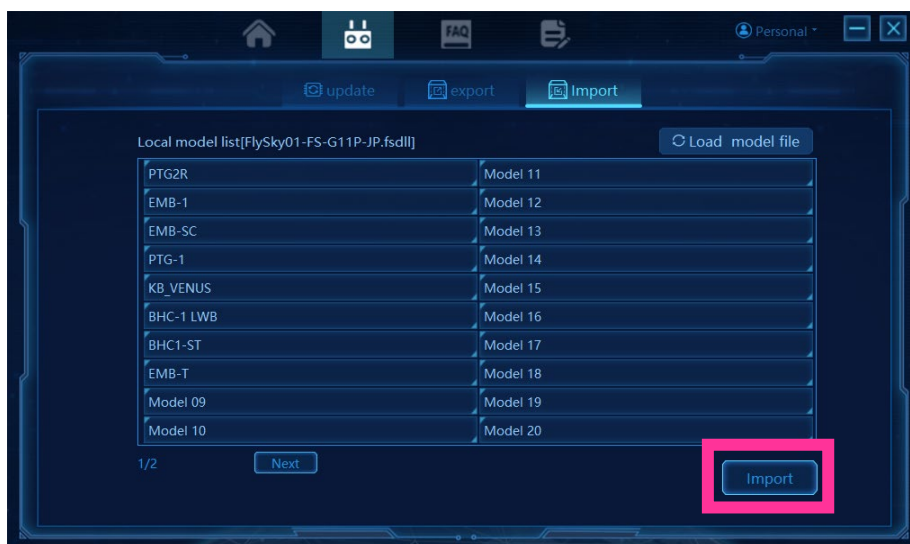 FAQ
Personal
update export Import
Local model list[FlySky01-FS-G11P-JP.fsdll]
Load model file
PTG2R Model 11
EMB-1 Model 12
EMB-SC Model 13
PTG-1 Model 14
KB_VENUS Model 15
BHC-1 LWB Model 16
BHC1-ST Model 17
EMB-T Model 18
Model 09 Model 19
Model 10 Model 20
1/2 Next
Import